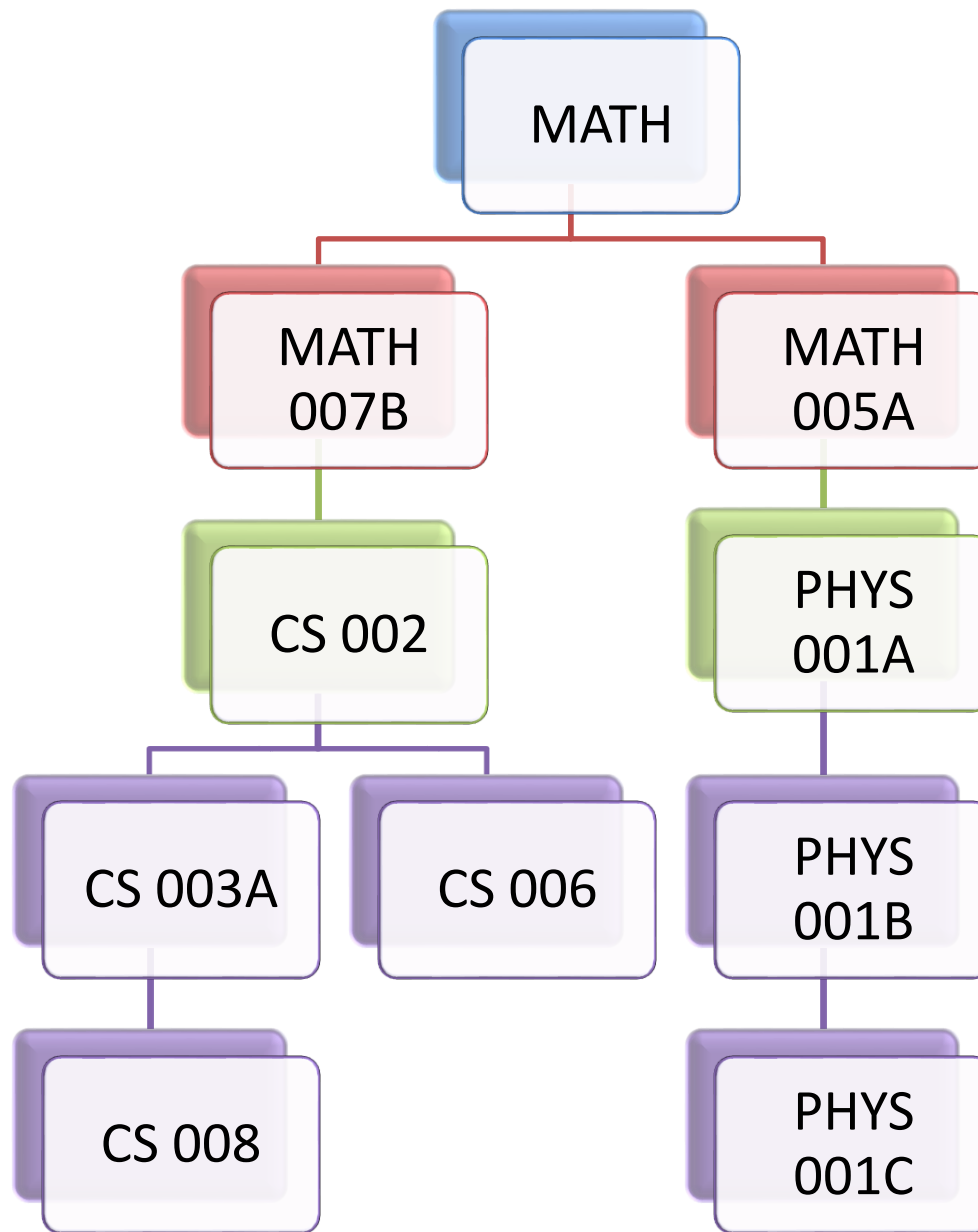 MATH
MATH
007B
MATH
005A
CS 002
PHYS
001A
CS 003A
CS 006
PHYS
001B
CS 008
PHYS
001C